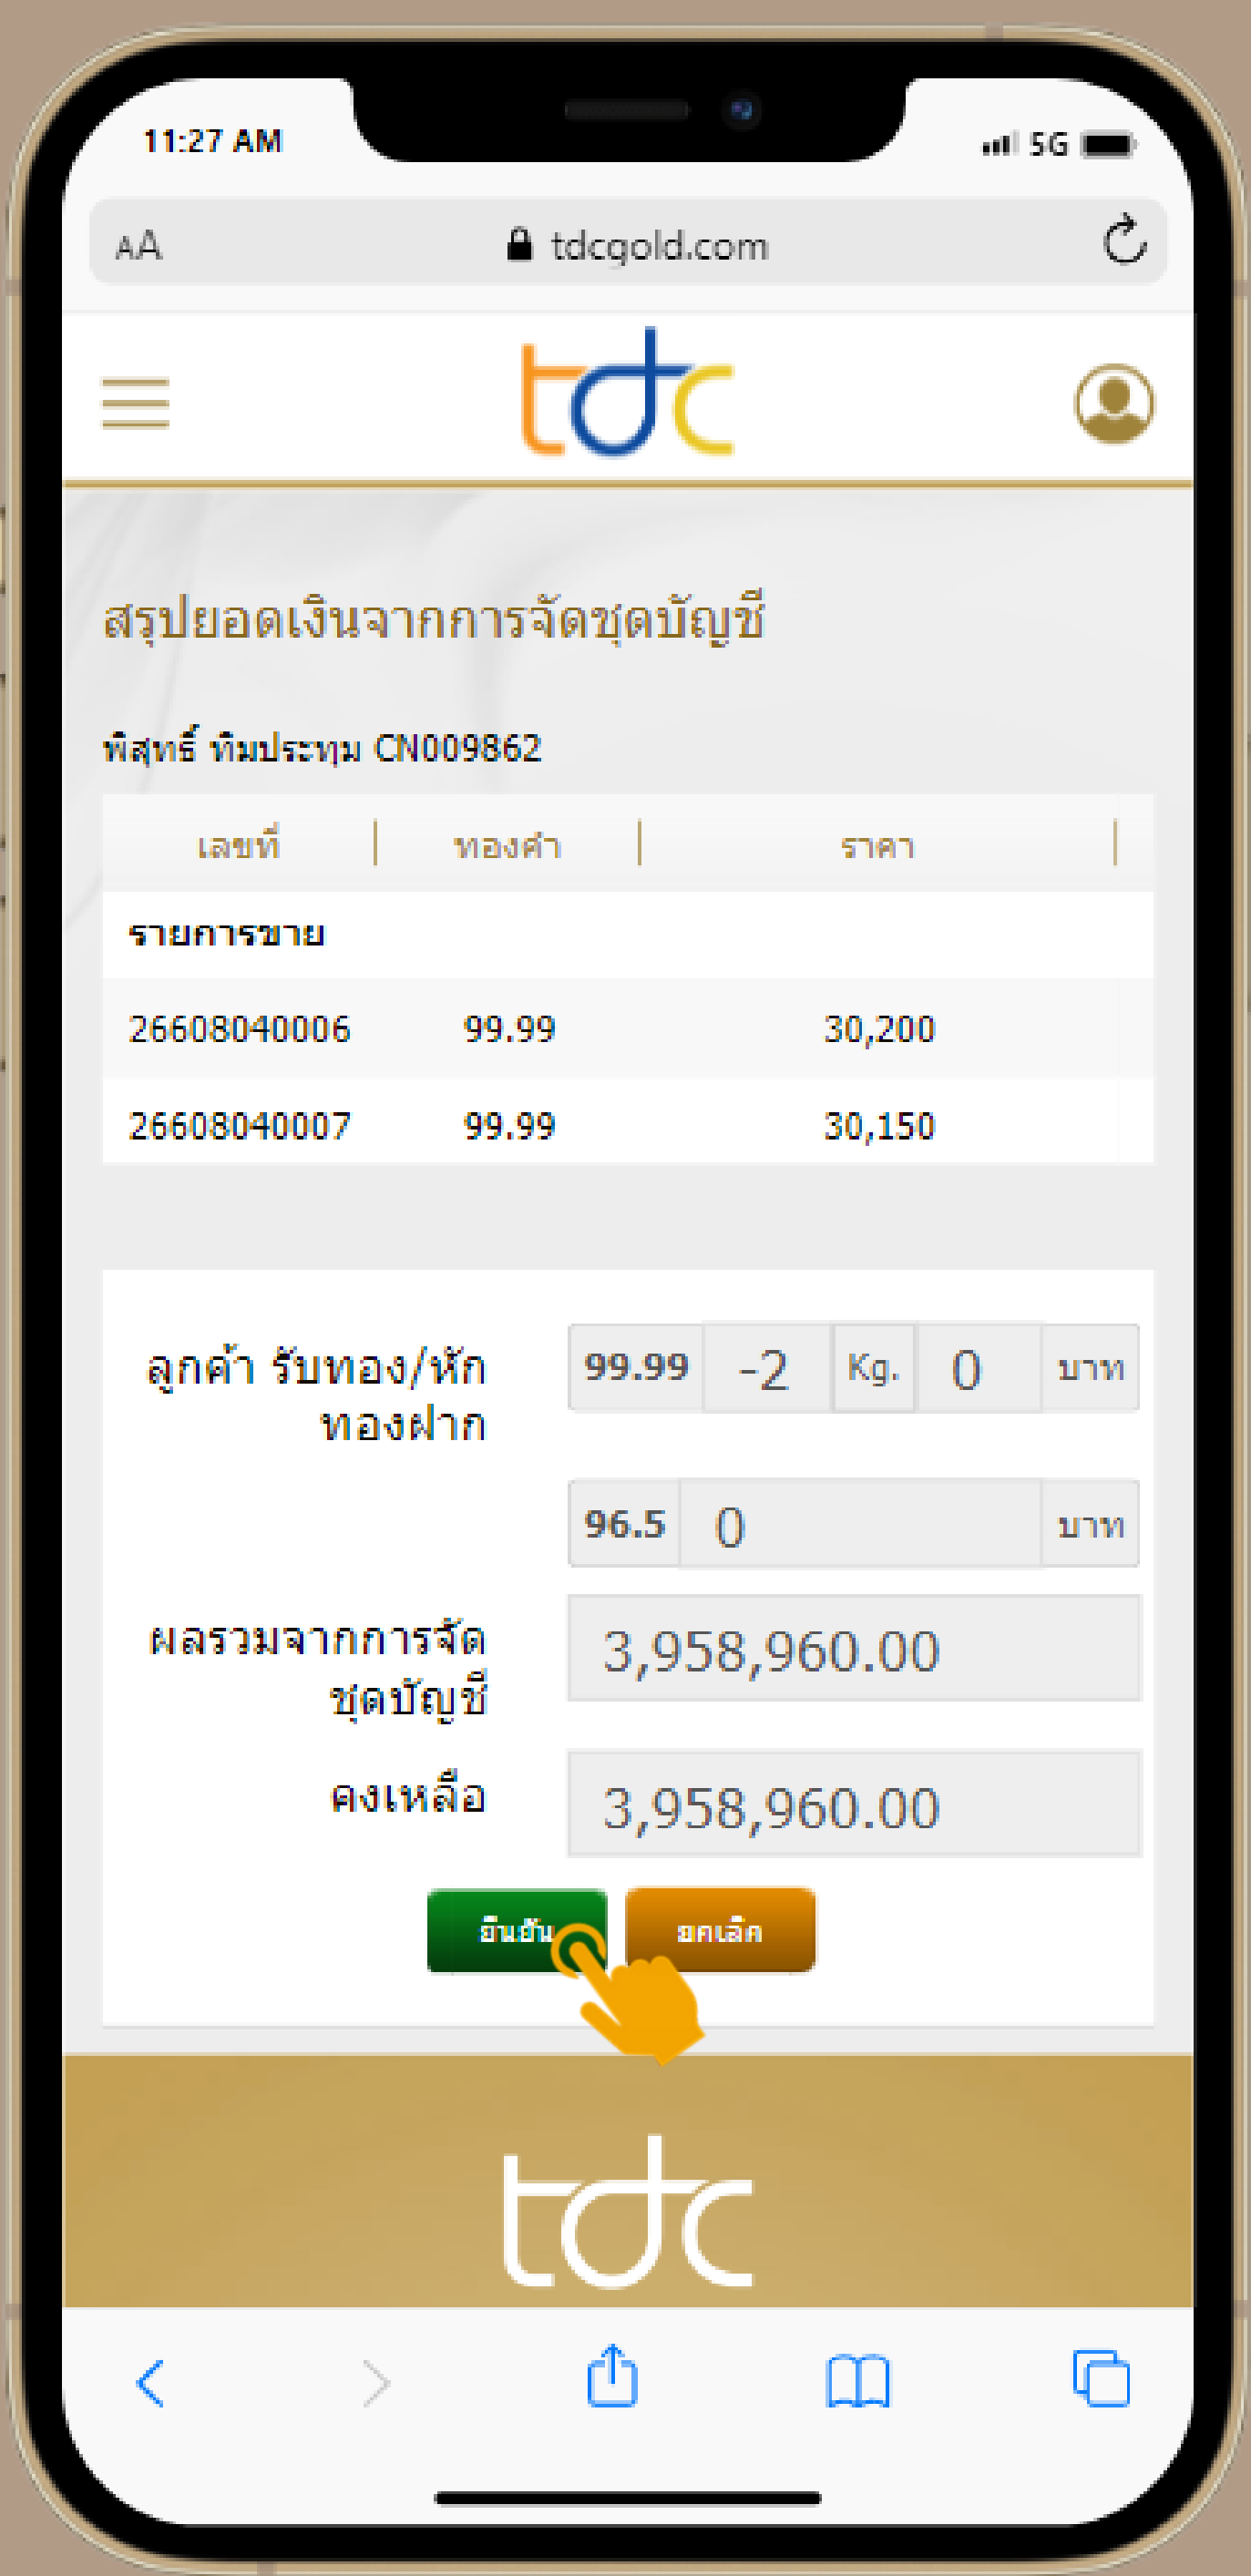 11:27 AM
5G
AA
tdcgold.com
tdc
สรุปยอดเงินจากการจัดชุดบัญชี
พิสุทธิ์ ทิมประทุม CN009862
เลขที่ ทองคำ ราคา
รายการขาย
26608040006 99.99 30,200
26608040007 99.99 30,150
ลูกค้า รับทอง/หัก
ทองฝาก
99.99 -2 Kg. 0 บาท
96.5 0 บาท
ผลรวมจากการจัด
ชุดบัญชี
3,958,960.00
คงเหลือ 3,958,960.00
ยืนยัน ยกเลิก
tdc